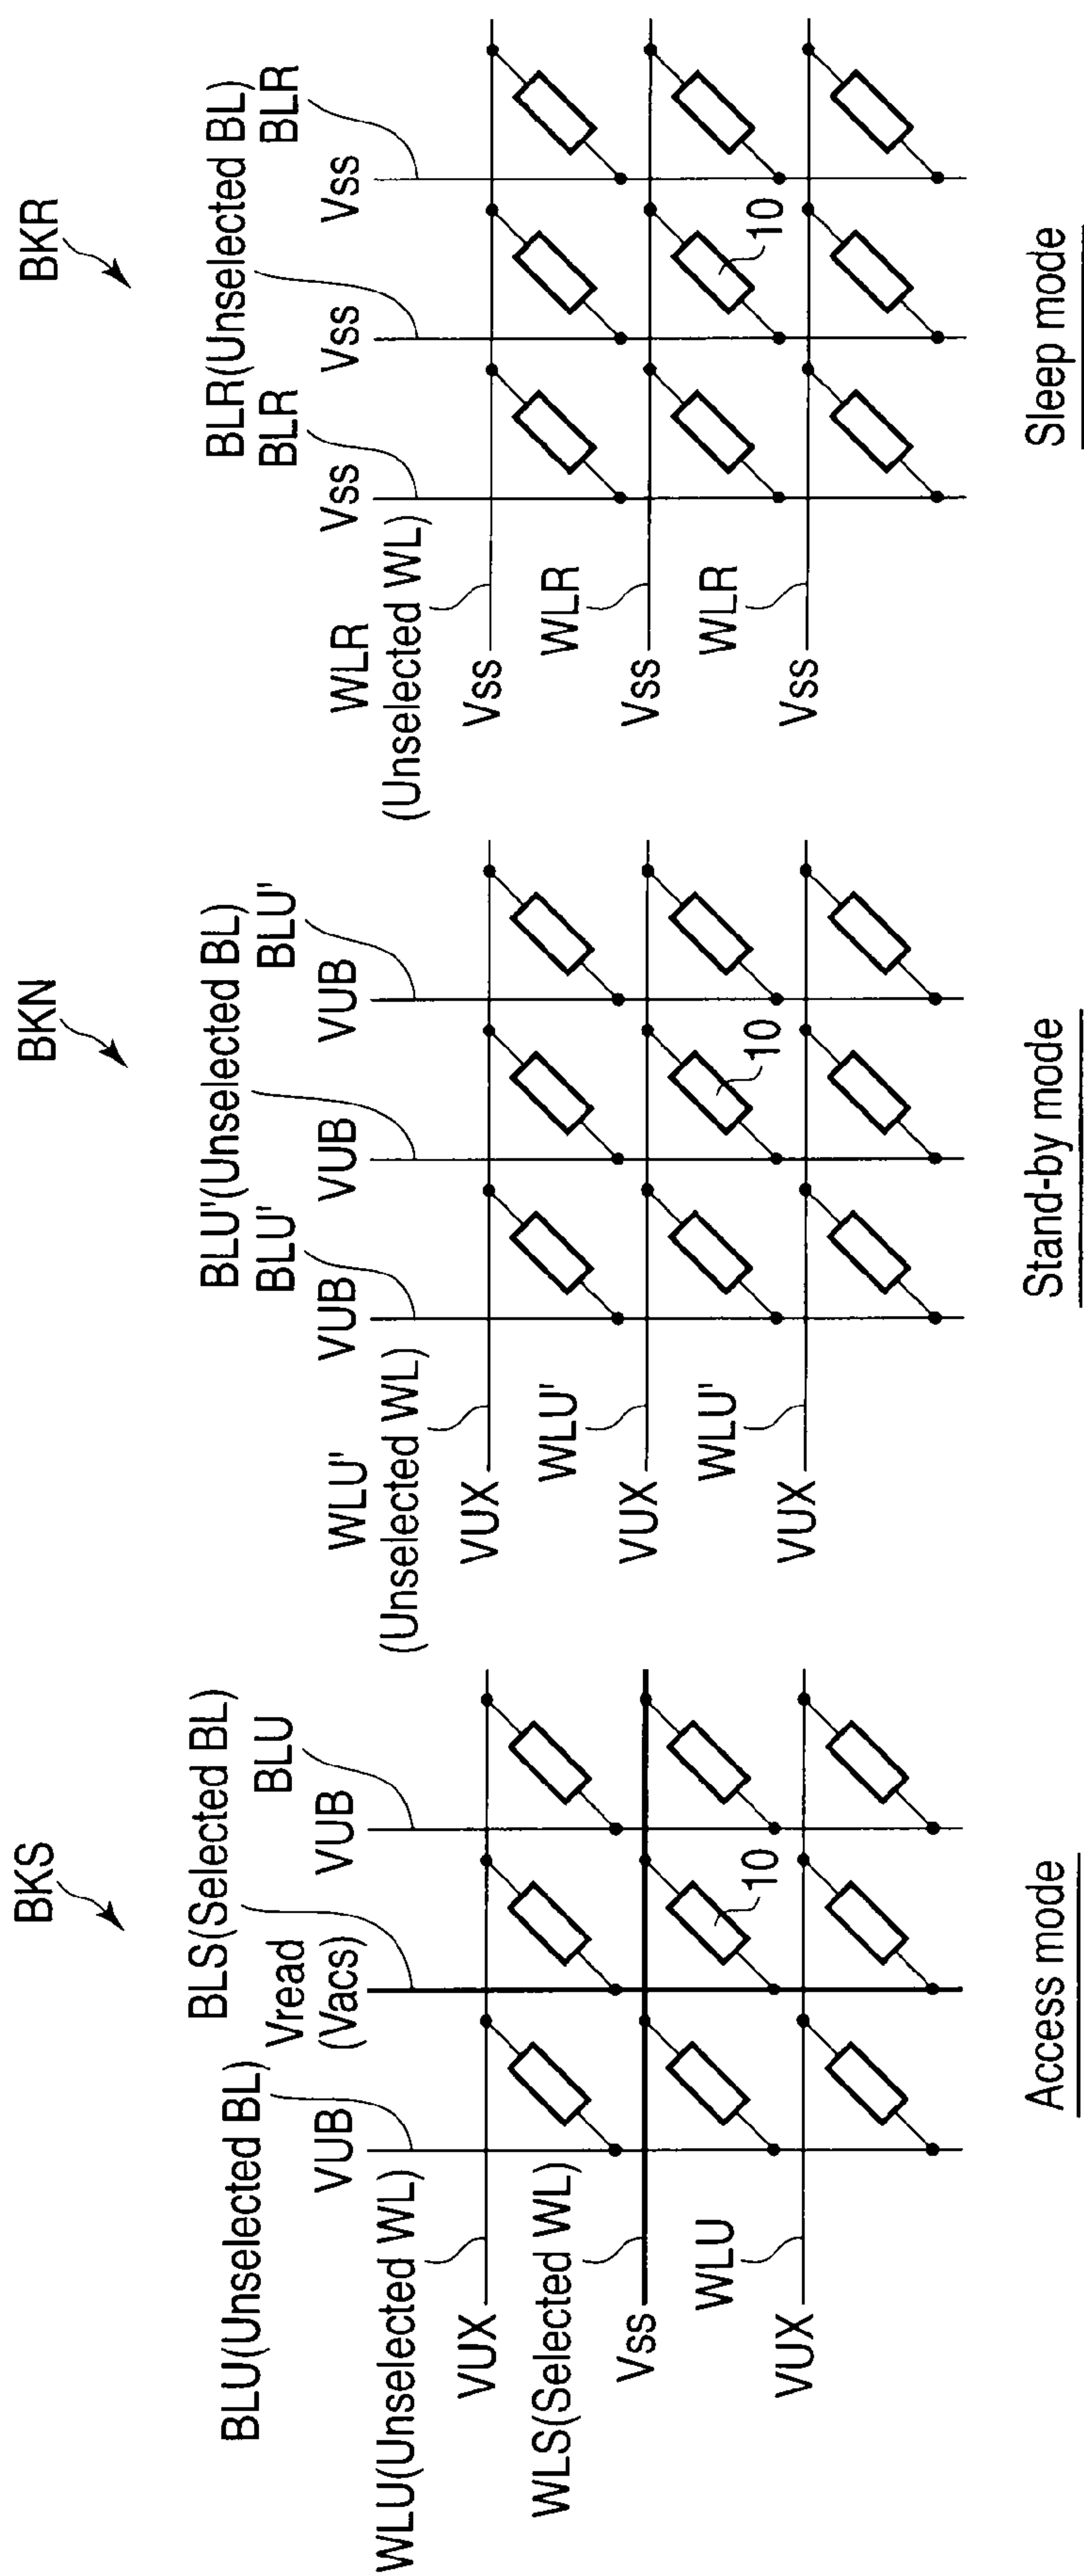 BKS
BLS(Selected BL)
BLU(Unselected BL)
Vread
(Vacs)
BLU
VUB
VUB
WLU(Unselected WL)
VUX
WLS(Selected WL)
Vss
WLU
VUX
10
Access mode
BKN
BLU'(Unselected BL)
BLU'
BLU'
VUB
VUB
VUB
WLU'
(Unselected WL)
VUX
WLU'
VUX
WLU'
VUX
10
Stand-by mode
BKR
BLR(Unselected BL)
BLR
BLR
Vss
Vss
Vss
WLR
(Unselected WL)
Vss
WLR
Vss
WLR
Vss
10
Sleep mode